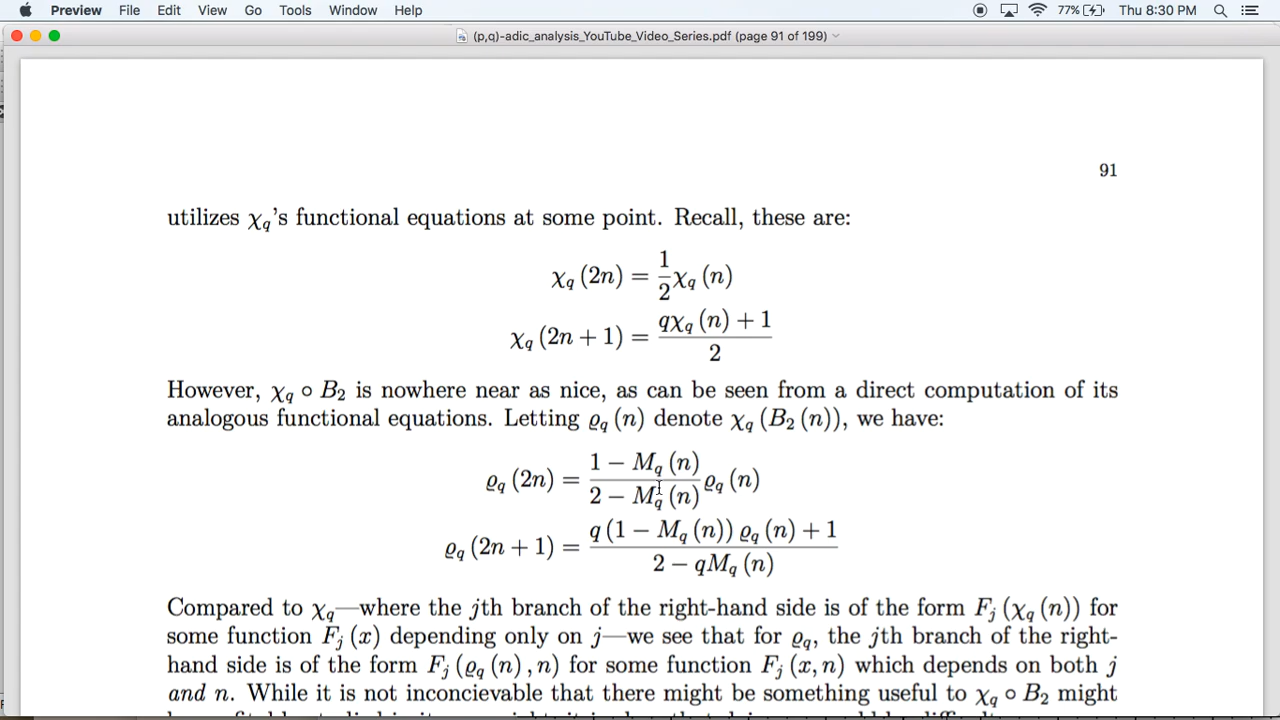 Preview File Edit View Go Tools Window Help 77% Thu 8:30 PM
(p,q)-adic_analysis_YouTube_Video_Series.pdf (page 91 of 199)
91
utilizes χ_q's functional equations at some point. Recall, these are:
χ_q (2n) = 1/2 χ_q (n)
χ_q (2n + 1) = (qχ_q (n) + 1)/2
However, χ_q ∘ B_2 is nowhere near as nice, as can be seen from a direct computation of its
analogous functional equations. Letting ϱ_q (n) denote χ_q (B_2 (n)), we have:
ϱ_q (2n) = (1 − M_q (n))/(2 − M_q (n)) ϱ_q (n)
ϱ_q (2n + 1) = (q (1 − M_q (n)) ϱ_q (n) + 1)/(2 − qM_q (n))
Compared to χ_q—where the jth branch of the right-hand side is of the form F_j (χ_q (n)) for
some function F_j (x) depending only on j—we see that for ϱ_q, the jth branch of the right-
hand side is of the form F_j (ϱ_q (n) , n) for some function F_j (x, n) which depends on both j
and n. While it is not inconcievable that there might be something useful to χ_q ∘ B_2 might